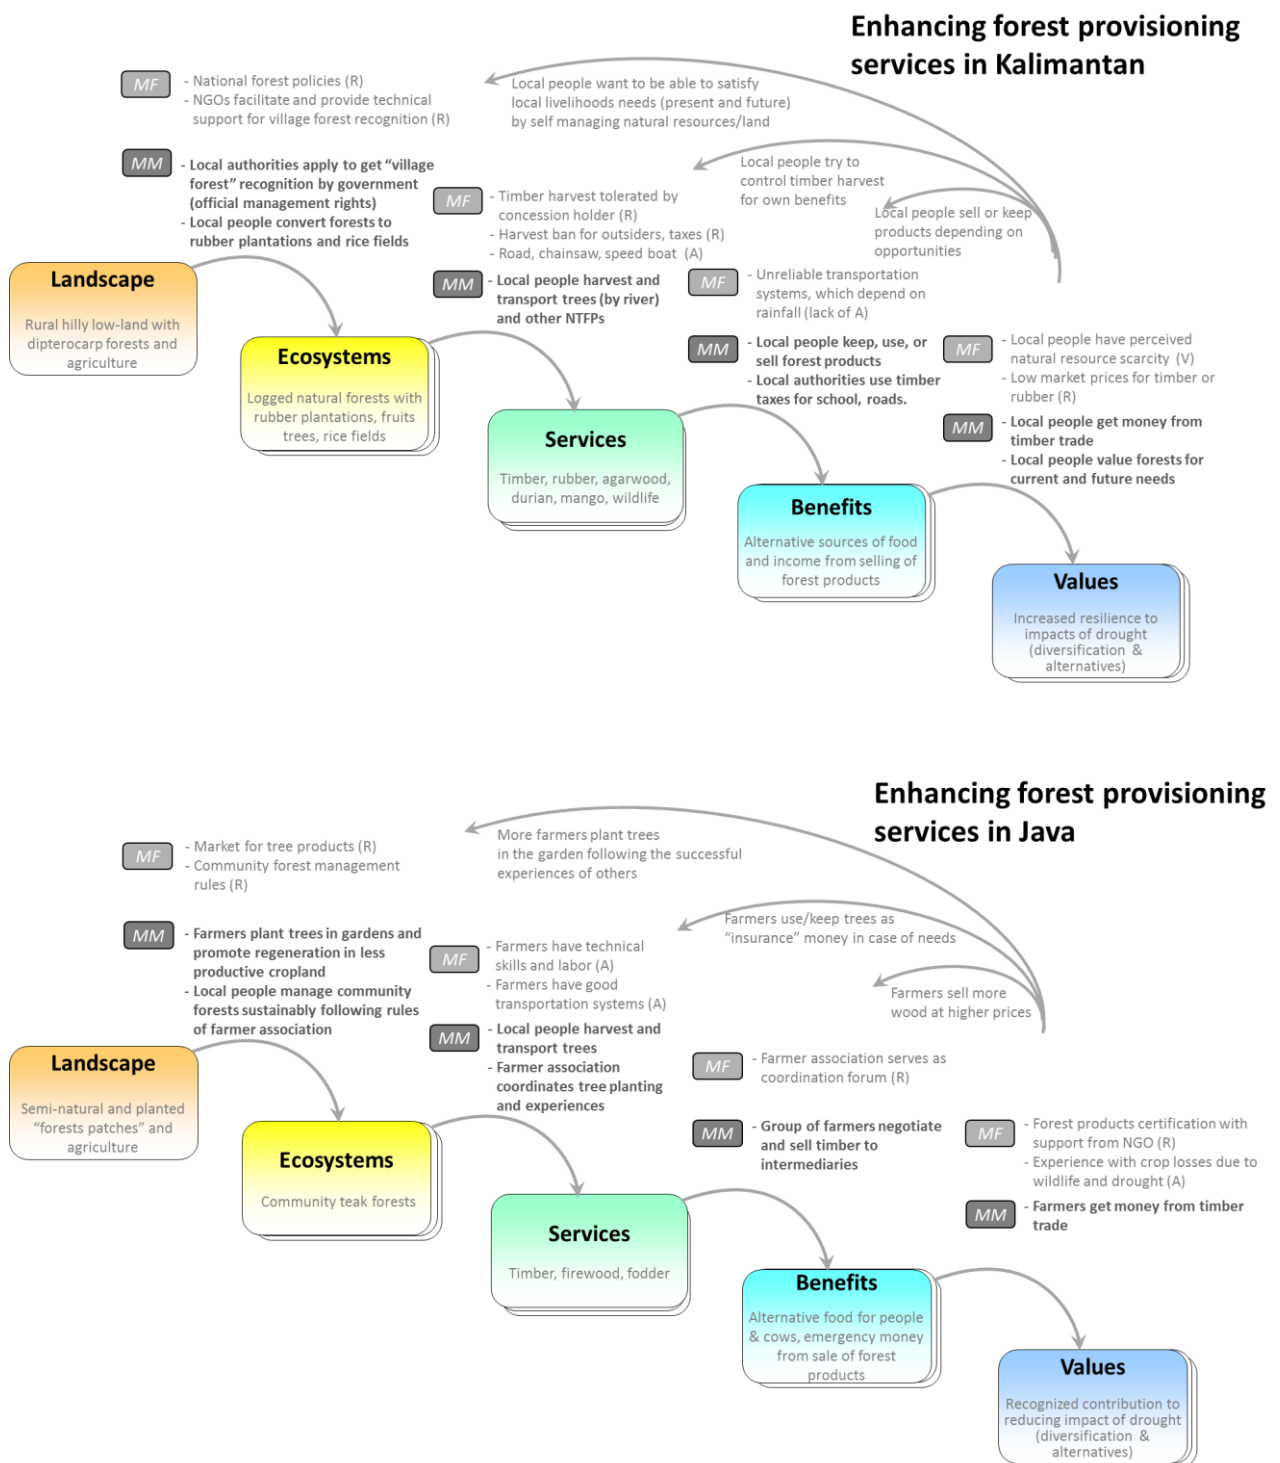 Enhancing forest provisioning
services in Kalimantan
MF
- National forest policies (R)
- NGOs facilitate and provide technical
support for village forest recognition (R)
Local people want to be able to satisfy
local livelihoods needs (present and future)
by self managing natural resources/land
MM
- Local authorities apply to get “village
forest” recognition by government
(official management rights)
- Local people convert forests to
rubber plantations and rice fields
Local people try to
control timber harvest
for own benefits
MF
- Timber harvest tolerated by
concession holder (R)
- Harvest ban for outsiders, taxes (R)
- Road, chainsaw, speed boat (A)
Local people sell or keep
products depending on
opportunities
MM
- Local people harvest and
transport trees (by river)
and other NTFPs
MF
- Unreliable transportation
systems, which depend on
rainfall (lack of A)
MM
- Local people keep, use, or
sell forest products
- Local authorities use timber
taxes for school, roads.
MF
- Local people have perceived
natural resource scarcity (V)
- Low market prices for timber or
rubber (R)
MM
- Local people get money from
timber trade
- Local people value forests for
current and future needs
Landscape
Rural hilly low-land with
dipterocarp forests and
agriculture
Ecosystems
Logged natural forests with
rubber plantations, fruits
trees, rice fields
Services
Timber, rubber, agarwood,
durian, mango, wildlife
Benefits
Alternative sources of food
and income from selling of
forest products
Values
Increased resilience to
impacts of drought
(diversification &
alternatives)
Enhancing forest provisioning
services in Java
MF
- Market for tree products (R)
- Community forest management
rules (R)
More farmers plant trees
in the garden following the successful
experiences of others
MM
- Farmers plant trees in gardens and
promote regeneration in less
productive cropland
- Local people manage community
forests sustainably following rules
of farmer association
Farmers use/keep trees as
“insurance” money in case of needs
MF
- Farmers have technical
skills and labor (A)
- Farmers have good
transportation systems (A)
Farmers sell more
wood at higher prices
MM
- Local people harvest and
transport trees
- Farmer association
coordinates tree planting
and experiences
MF
- Farmer association serves as
coordination forum (R)
MM
- Group of farmers negotiate
and sell timber to
intermediaries
MF
- Forest products certification with
support from NGO (R)
- Experience with crop losses due to
wildlife and drought (A)
MM
- Farmers get money from timber
trade
Landscape
Semi-natural and planted
“forests patches” and
agriculture
Ecosystems
Community teak forests
Services
Timber, firewood, fodder
Benefits
Alternative food for people
& cows, emergency money
from sale of forest
products
Values
Recognized contribution to
reducing impact of drought
(diversification &
alternatives)